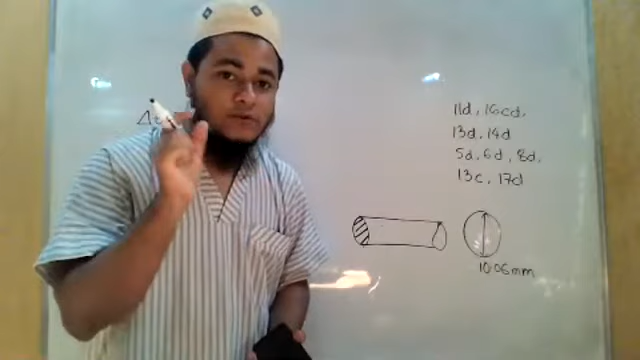 11d, 16cd,
13d, 14d
5d, 6d, 8d,
13c, 17d
10.06mm